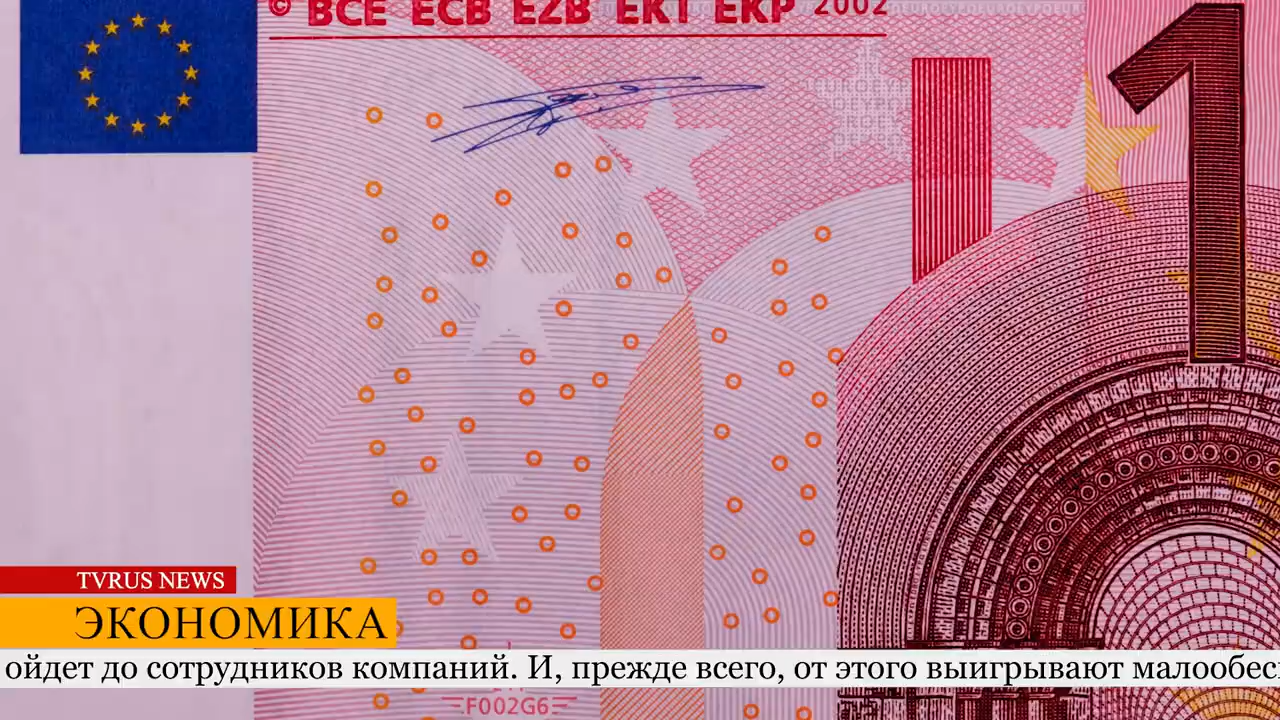 © BCE ECB EZB EKT EKP 2002
1
TVRUS NEWS
ЭКОНОМИКА
ойдет до сотрудников компаний. И, прежде всего, от этого выигрывают малообес
F002G6